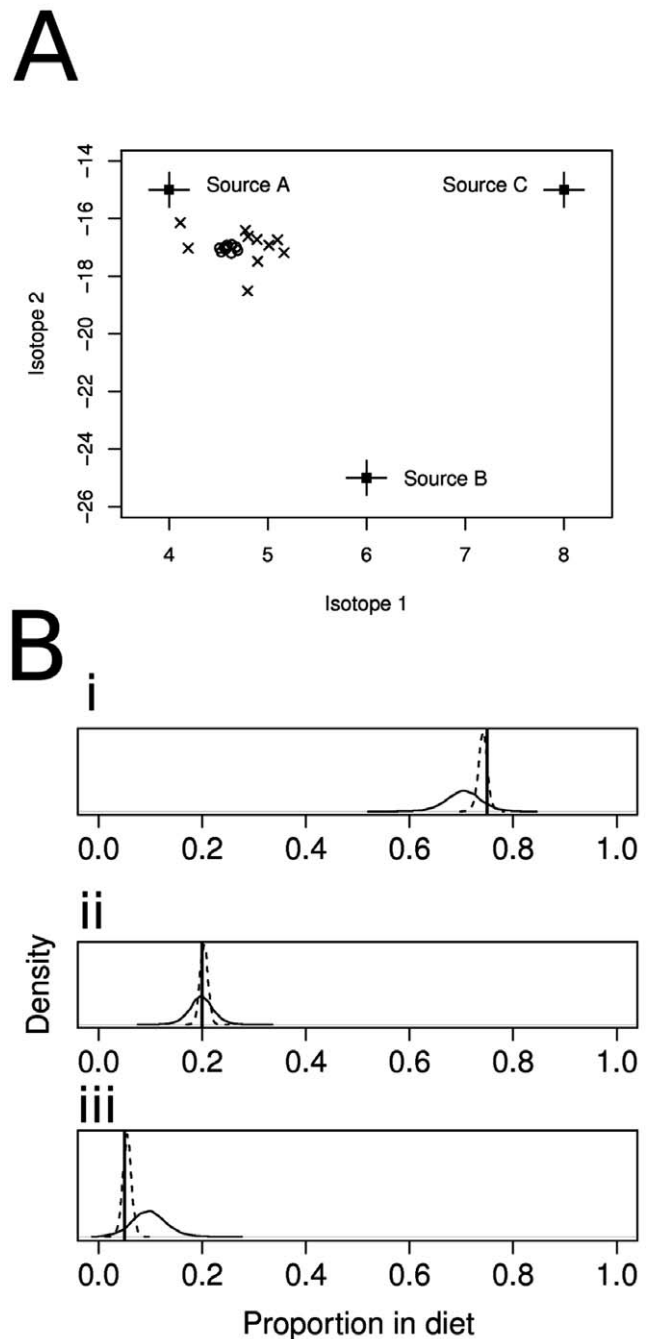 A
Isotope 2
-14
-16
-18
-20
-22
-24
-26
Source A
Source C
Source B
4 5 6 7 8
Isotope 1
B
i
0.0 0.2 0.4 0.6 0.8 1.0
ii
Density
0.0 0.2 0.4 0.6 0.8 1.0
iii
0.0 0.2 0.4 0.6 0.8 1.0
Proportion in diet